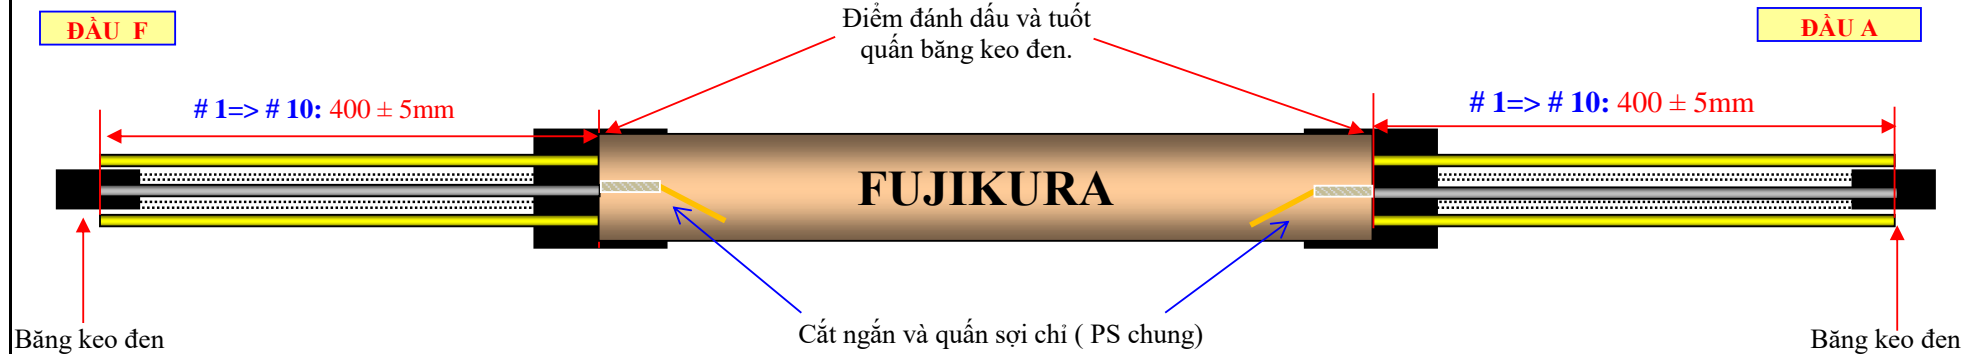 ĐẦU F
Điểm đánh dấu và tuốt
quấn băng keo đen.
ĐẦU A
# 1=> # 10: 400 ± 5mm
# 1=> # 10: 400 ± 5mm
FUJIKURA
Băng keo đen
Cắt ngắn và quấn sợi chỉ ( PS chung)
Băng keo đen